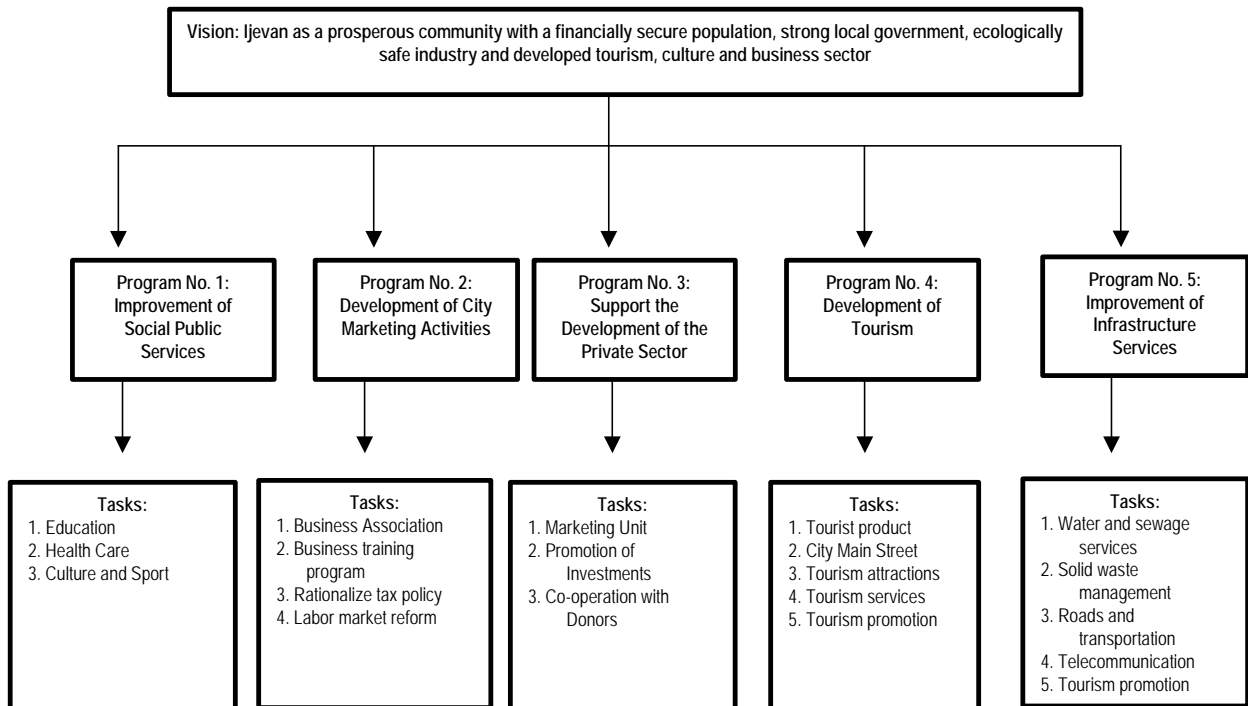 Vision: Ijevan as a prosperous community with a financially secure population, strong local government, ecologically
safe industry and developed tourism, culture and business sector
Program No. 1:
Improvement of
Social Public
Services
Program No. 2:
Development of City
Marketing Activities
Program No. 3:
Support the
Development of the
Private Sector
Program No. 4:
Development of
Tourism
Program No. 5:
Improvement of
Infrastructure
Services
Tasks:
1. Education
2. Health Care
3. Culture and Sport
Tasks:
1. Business Association
2. Business training
program
3. Rationalize tax policy
4. Labor market reform
Tasks:
1. Marketing Unit
2. Promotion of
Investments
3. Co-operation with
Donors
Tasks:
1. Tourist product
2. City Main Street
3. Tourism attractions
4. Tourism services
5. Tourism promotion
Tasks:
1. Water and sewage
services
2. Solid waste
management
3. Roads and
transportation
4. Telecommunication
5. Tourism promotion